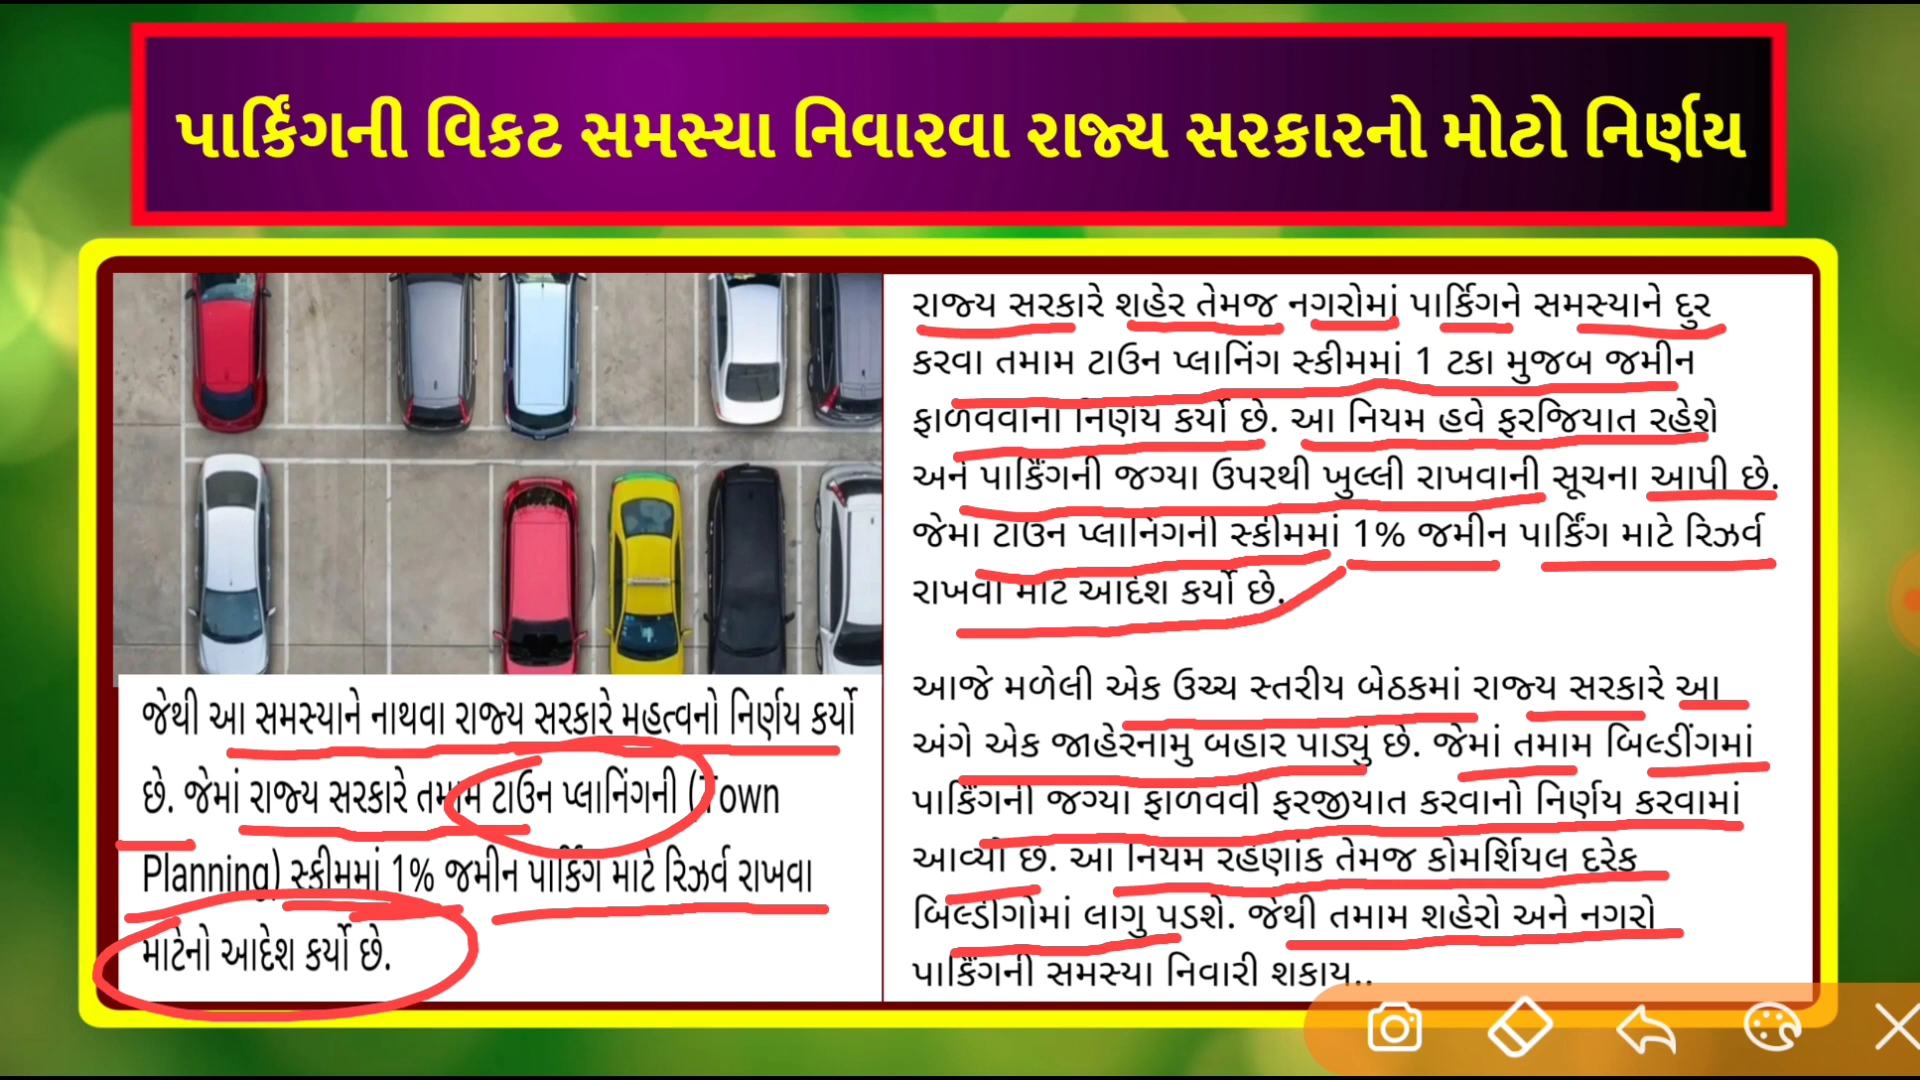 પાર્કિંગની વિકટ સમસ્યા નિવારવા રાજ્ય સરકારનો મોટો નિર્ણય
જેથી આ સમસ્યાને નાથવા રાજ્ય સરકારે મહત્વનો નિર્ણય કર્યો
છે. જેમાં રાજ્ય સરકારે તમામ ટાઉન પ્લાનિંગની (Town
Planning) સ્કીમમાં 1% જમીન પાર્કિંગ માટે રિઝર્વ રાખવા
માટેનો આદેશ કર્યો છે.
રાજ્ય સરકારે શહેર તેમજ નગરોમાં પાર્કિગને સમસ્યાને દુર
કરવા તમામ ટાઉન પ્લાનિંગ સ્કીમમાં 1 ટકા મુજબ જમીન
ફાળવવાનો નિર્ણય કર્યો છે. આ નિયમ હવે ફરજિયાત રહેશે
અને પાર્કિંગની જગ્યા ઉપરથી ખુલ્લી રાખવાની સૂચના આપી છે.
જેમાં ટાઉન પ્લાનિંગની સ્કીમમાં 1% જમીન પાર્કિંગ માટે રિઝર્વ
રાખવા માટે આદેશ કર્યો છે.
આજે મળેલી એક ઉચ્ચ સ્તરીય બેઠકમાં રાજ્ય સરકારે આ
અંગે એક જાહેરનામુ બહાર પાડ્યું છે. જેમાં તમામ બિલ્ડીંગમાં
પાર્કિંગની જગ્યા ફાળવવી ફરજીયાત કરવાનો નિર્ણય કરવામાં
આવ્યો છે. આ નિયમ રહેણાંક તેમજ કોમર્શિયલ દરેક
બિલ્ડીંગોમાં લાગુ પડશે. જેથી તમામ શહેરો અને નગરો
પાર્કિંગની સમસ્યા નિવારી શકાય..